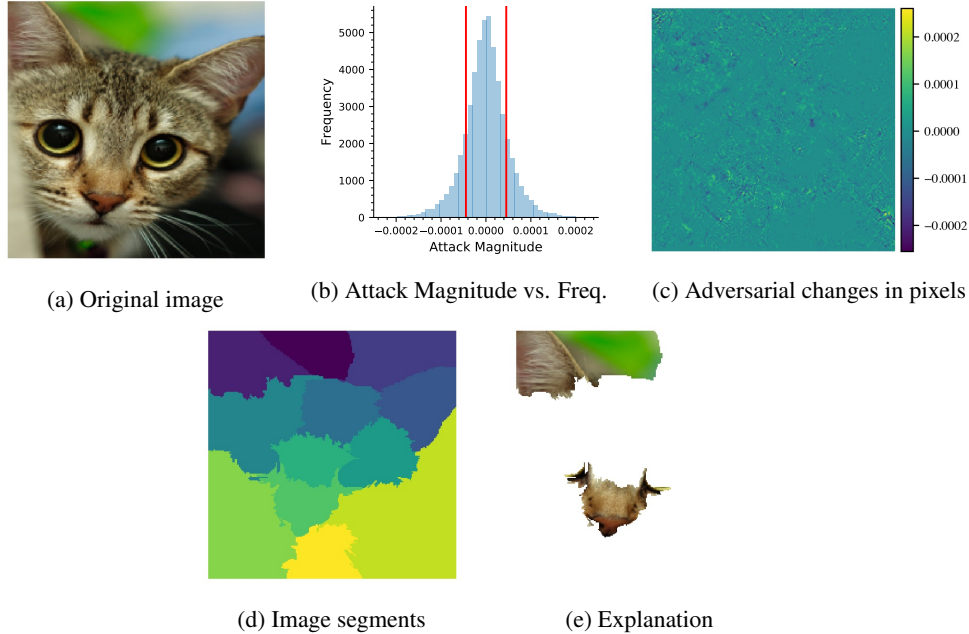 5000
4000
3000
2000
1000
0
Frequency
−0.0002 −0.0001 0.0000 0.0001 0.0002
Attack Magnitude
0.0002
0.0001
0.0000
−0.0001
−0.0002
(a) Original image
(b) Attack Magnitude vs. Freq.
(c) Adversarial changes in pixels
(d) Image segments
(e) Explanation